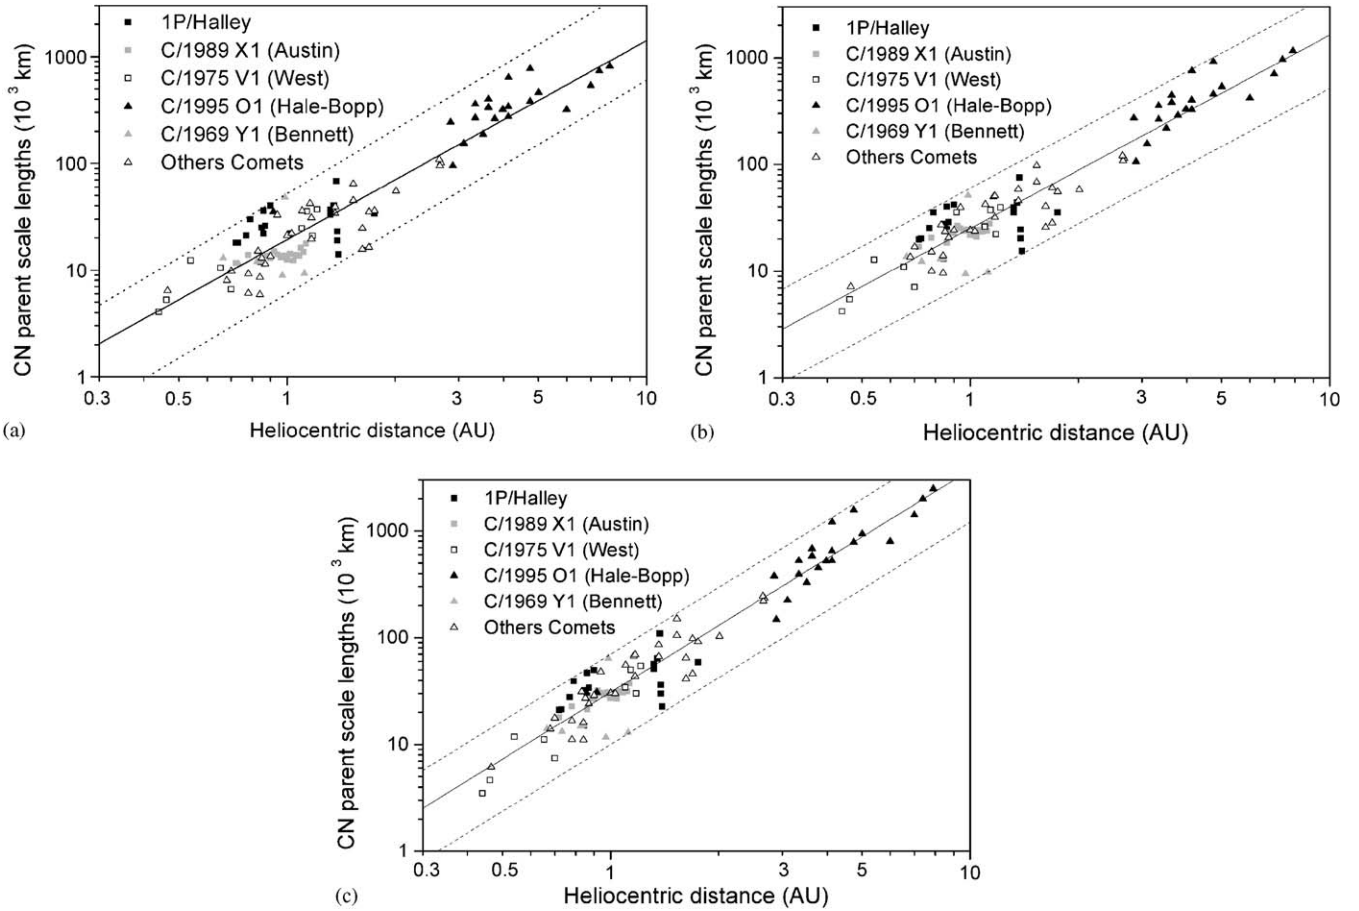 1P/Halley
C/1989 X1 (Austin)
C/1975 V1 (West)
C/1995 O1 (Hale-Bopp)
C/1969 Y1 (Bennett)
Others Comets
CN parent scale lengths (10 3 km)
1000
100
10
1
0.3 0.5 1 3 5 10
Heliocentric distance (AU)
(a)
1P/Halley
C/1989 X1 (Austin)
C/1975 V1 (West)
C/1995 O1 (Hale-Bopp)
C/1969 Y1 (Bennett)
Others Comets
CN parent scale lengths (10 3 km)
1000
100
10
1
0.3 0.5 1 3 5 10
Heliocentric distance (AU)
(b)
1P/Halley
C/1989 X1 (Austin)
C/1975 V1 (West)
C/1995 O1 (Hale-Bopp)
C/1969 Y1 (Bennett)
Others Comets
CN parent scale lengths (10 3 km)
1000
100
10
1
0.3 0.5 1 3 5 10
Heliocentric distance (AU)
(c)